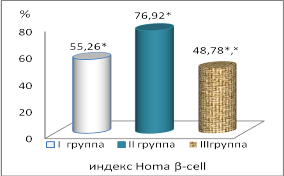 %
80
60
40
20
0
55,26*
76,92*
48,78*,*
I группа
II группа
IIIгруппа
индекс Homa β-cell